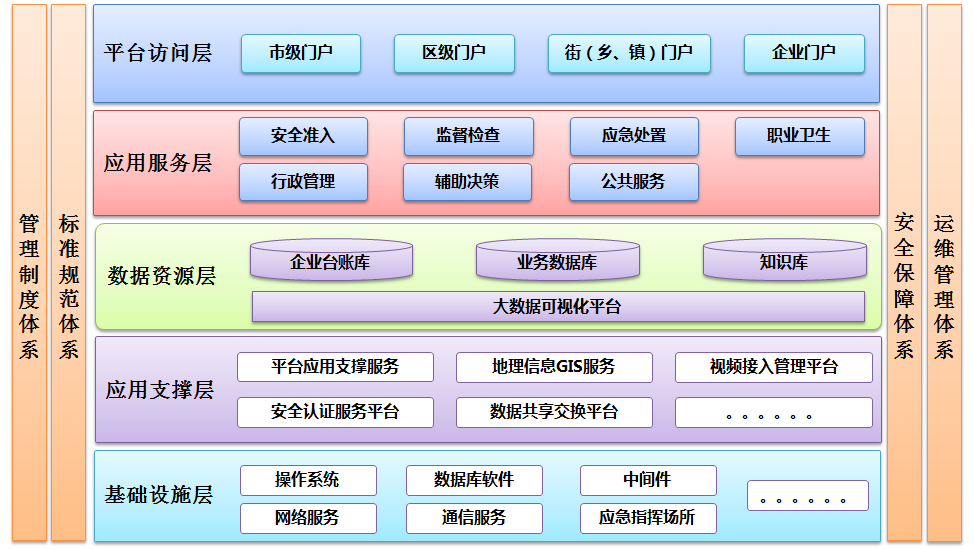 管理制度体系
标准规范体系
平台访问层
市级门户
区级门户
街（乡、镇）门户
企业门户
应用服务层
安全准入
监督检查
应急处置
职业卫生
行政管理
辅助决策
公共服务
数据资源层
企业台账库
业务数据库
知识库
大数据可视化平台
应用支撑层
平台应用支撑服务
地理信息GIS服务
视频接入管理平台
安全认证服务平台
数据共享交换平台
。。。。。。
基础设施层
操作系统
数据库软件
中间件
。。。。。。
网络服务
通信服务
应急指挥场所
安全保障体系
运维管理体系